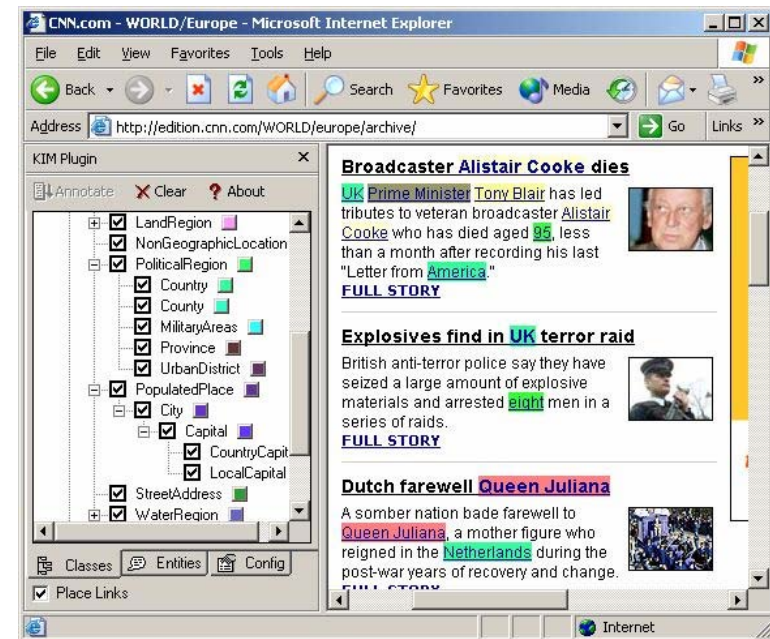 CNN.com - WORLD/Europe - Microsoft Internet Explorer
File Edit View Favorites Tools Help
Back Search Favorites Media »
Address http://edition.cnn.com/WORLD/europe/archive/ Go Links »
KIM Plugin
Annotate Clear ? About
LandRegion
NonGeographicLocation
PoliticalRegion
Country
County
MilitaryAreas
Province
UrbanDistrict
PopulatedPlace
City
Capital
CountryCapit
LocalCapital
StreetAddress
WaterRegion
Classes Entities Config
Place Links
Broadcaster Alistair Cooke dies
UK Prime Minister Tony Blair has led
tributes to veteran broadcaster Alistair
Cooke who has died aged 95, less
than a month after recording his last
"Letter from America."
FULL STORY
Explosives find in UK terror raid
British anti-terror police say they have
seized a large amount of explosive
materials and arrested eight men in a
series of raids.
FULL STORY
Dutch farewell Queen Juliana
A somber nation bade farewell to
Queen Juliana, a mother figure who
reigned in the Netherlands during the
post-war years of recovery and change.
FULL STORY
Internet